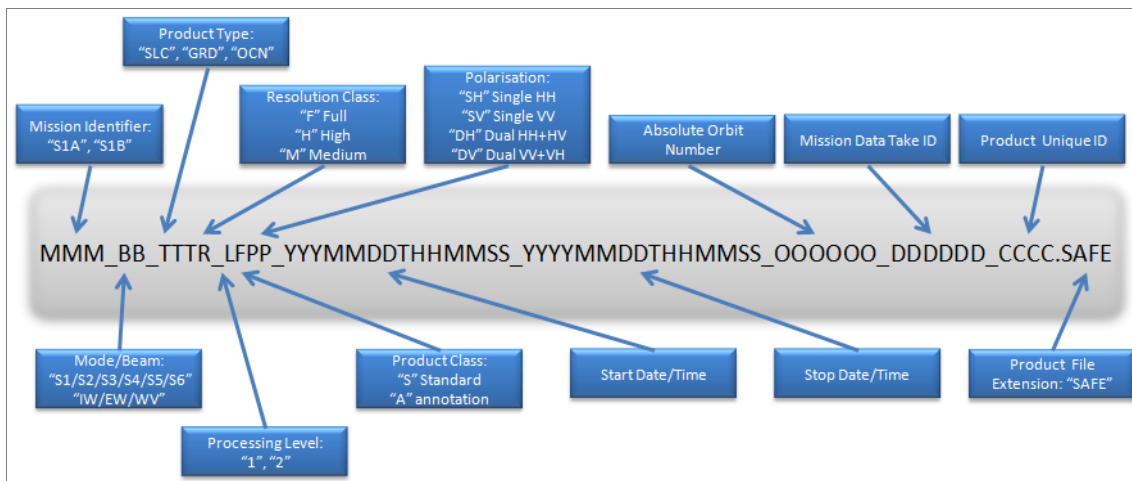 Product Type:
“SLC”, “GRD”, “OCN”
Resolution Class:
“F” Full
“H” High
“M” Medium
Polarisation:
“SH” Single HH
“SV” Single VV
“DH” Dual HH+HV
“DV” Dual VV+VH
Mission Identifier:
“S1A”, “S1B”
Absolute Orbit
Number
Mission Data Take ID
Product Unique ID
MMM_BB_TTTR_LFPP_YYYMMDDTHHMMSS_YYYYMMDDTHHMMSS_OOOOOO_DDDDDD_CCCC.SAFE
Mode/Beam:
“S1/S2/S3/S4/S5/S6”
“IW/EW/WV”
Product Class:
“S” Standard
“A” annotation
Start Date/Time
Stop Date/Time
Product File
Extension: “SAFE”
Processing Level:
“1”, “2”